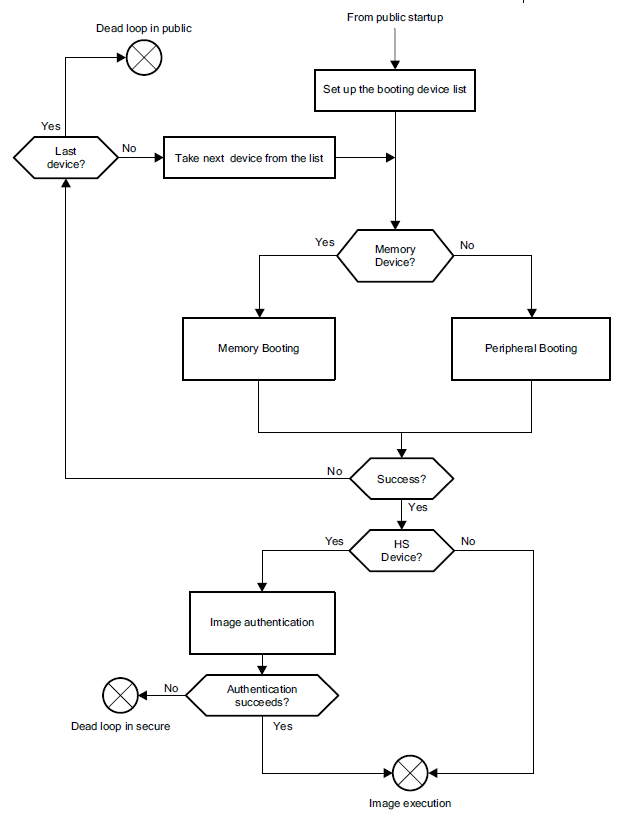 From public startup
Dead loop in public
Set up the booting device list
Yes
Last
device?
No
Take next device from the list
Yes
Memory
Device?
No
Memory Booting
Peripheral Booting
No
Success?
Yes
Yes
HS
Device?
No
Image authentication
No
Authentication
succeeds?
Dead loop in secure
Yes
Image execution